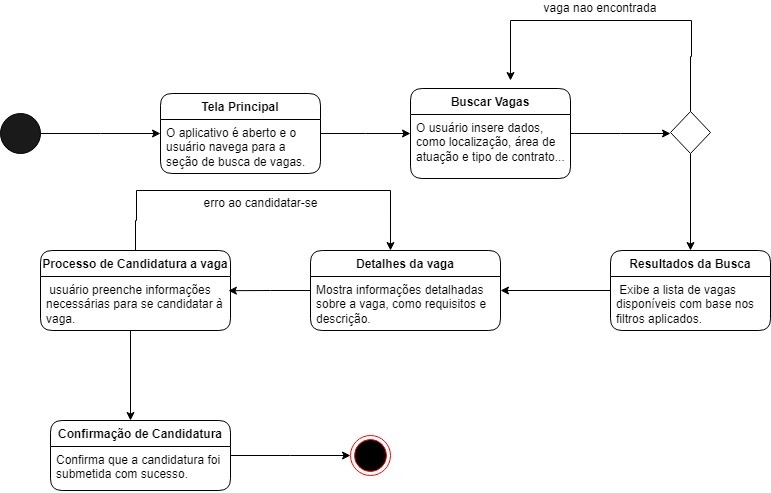 vaga nao encontrada
Tela Principal
O aplicativo é aberto e o
usuário navega para a
seção de busca de vagas.
Buscar Vagas
O usuário insere dados,
como localização, área de
atuação e tipo de contrato...
erro ao candidatar-se
Processo de Candidatura a vaga
usuário preenche informações
necessárias para se candidatar à
vaga.
Detalhes da vaga
Mostra informações detalhadas
sobre a vaga, como requisitos e
descrição.
Resultados da Busca
Exibe a lista de vagas
disponíveis com base nos
filtros aplicados.
Confirmação de Candidatura
Confirma que a candidatura foi
submetida com sucesso.